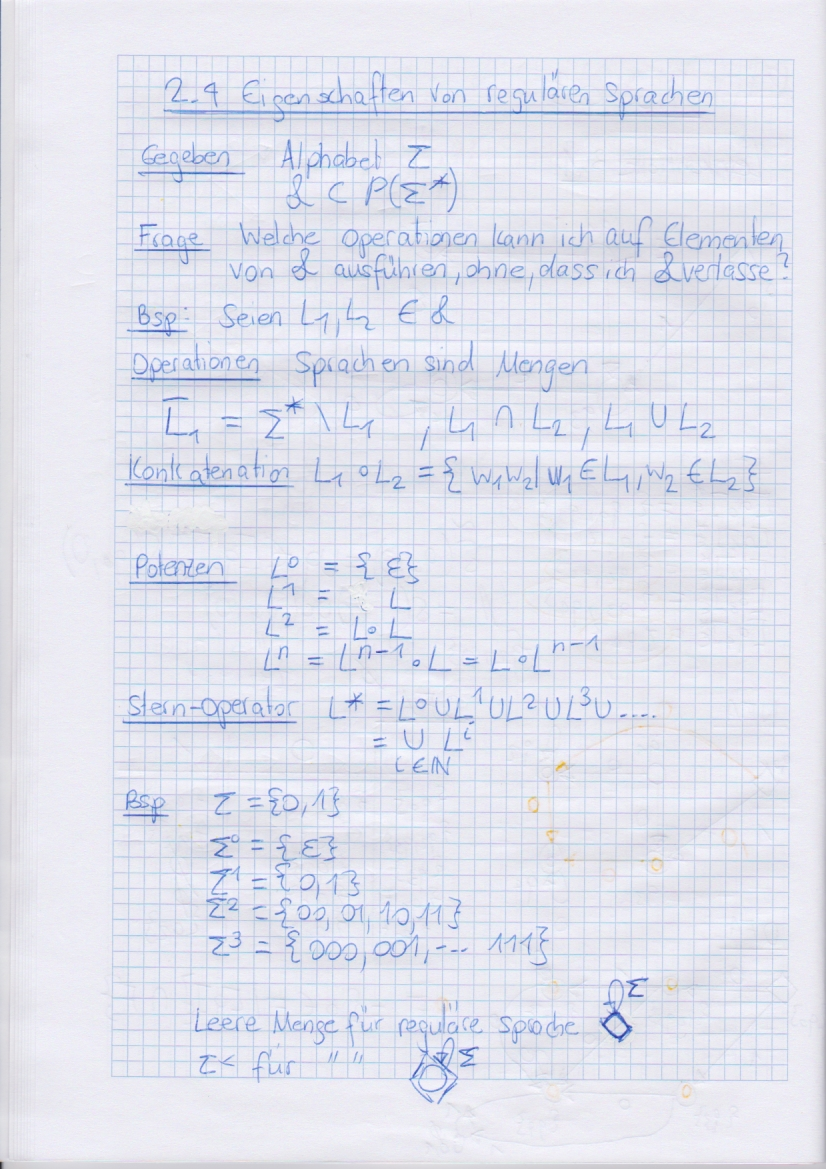 2.4 Eigenschaften von regulären Sprachen
Gegeben Alphabet Σ
ℒ ⊂ P(Σ*)
Frage Welche Operationen kann ich auf Elementen
von ℒ ausführen, ohne, dass ich ℒ verlasse?
Bsp: Seien L₁, L₂ ∈ ℒ
Operationen Sprachen sind Mengen
L̅₁ = Σ* \ L₁ , L₁ ∩ L₂ , L₁ ∪ L₂
Konkatenation L₁ ∘ L₂ = { w₁w₂ | w₁ ∈ L₁, w₂ ∈ L₂ }
Potenzen L⁰ = { ε }
L¹ = L
L² = L ∘ L
Lⁿ = Lⁿ⁻¹ ∘ L = L ∘ Lⁿ⁻¹
Stern-Operator L* = L⁰ ∪ L¹ ∪ L² ∪ L³ ∪ ....
= ∪ Lⁱ
i ∈ ℕ
Bsp Σ = {0,1}
Σ⁰ = { ε }
Σ¹ = {0,1}
Σ² = {00, 01, 10, 11}
Σ³ = {000, 001, ... 111}
Leere Menge für reguläre Sprache Σ
für " " Σ